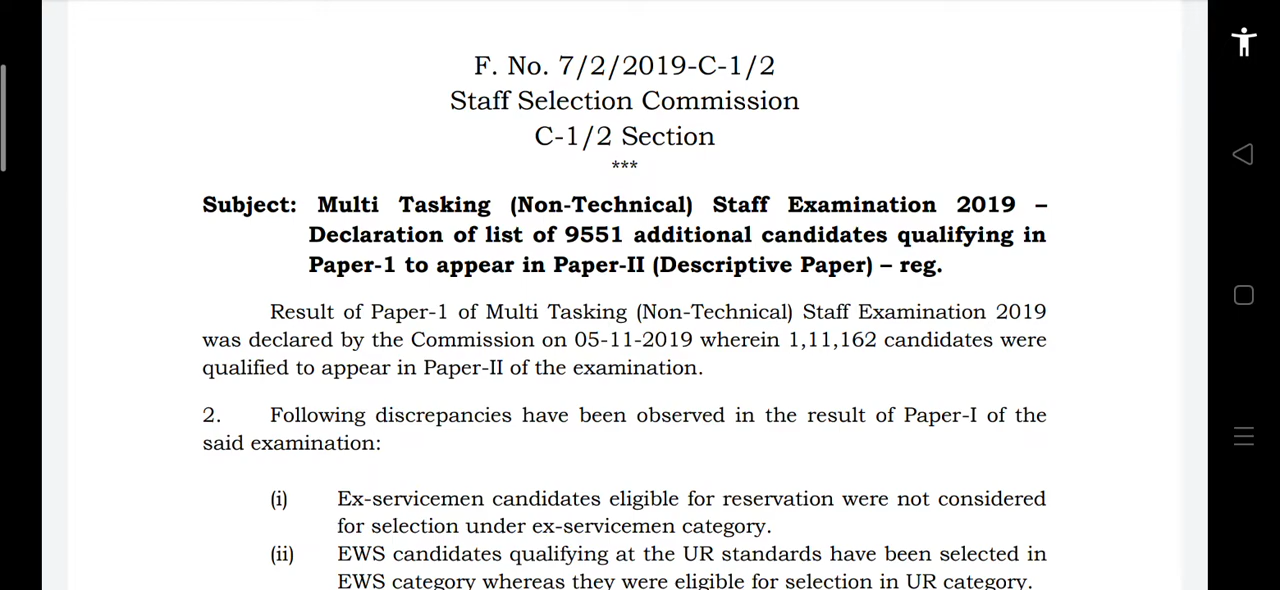 F. No. 7/2/2019-C-1/2
Staff Selection Commission
C-1/2 Section
***
Subject: Multi Tasking (Non-Technical) Staff Examination 2019 –
Declaration of list of 9551 additional candidates qualifying in
Paper-1 to appear in Paper-II (Descriptive Paper) – reg.
Result of Paper-1 of Multi Tasking (Non-Technical) Staff Examination 2019
was declared by the Commission on 05-11-2019 wherein 1,11,162 candidates were
qualified to appear in Paper-II of the examination.
2. Following discrepancies have been observed in the result of Paper-I of the
said examination:
(i) Ex-servicemen candidates eligible for reservation were not considered
for selection under ex-servicemen category.
(ii) EWS candidates qualifying at the UR standards have been selected in
EWS category whereas they were eligible for selection in UR category.